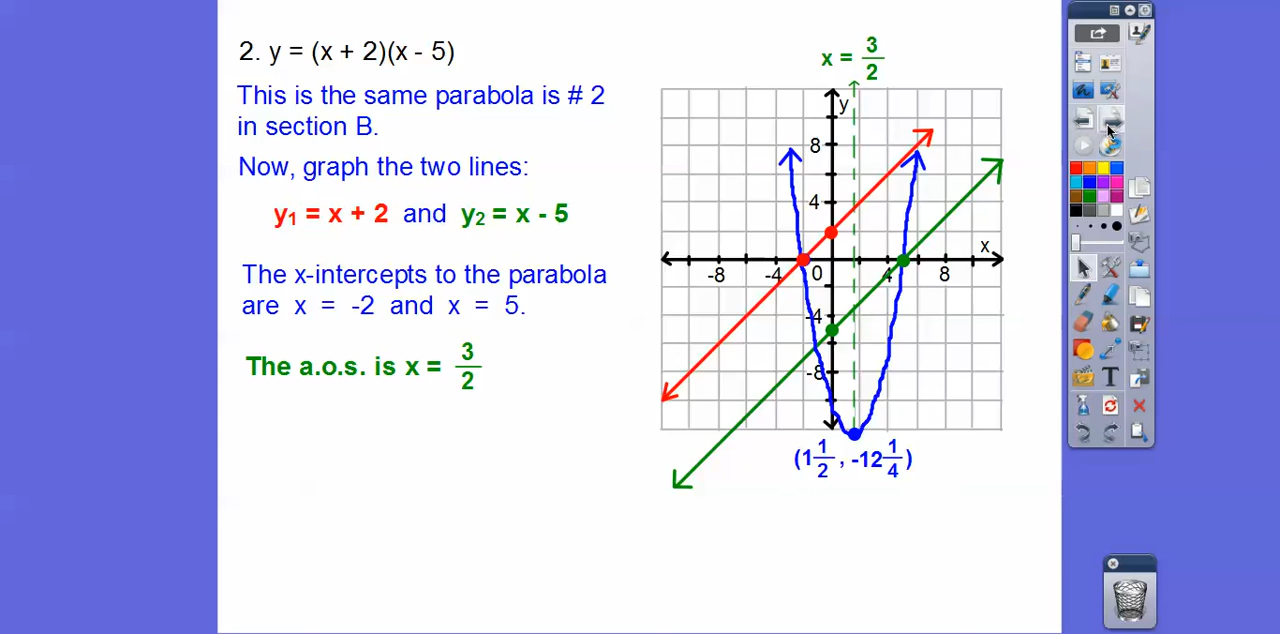 2. y = (x + 2)(x - 5)
This is the same parabola is # 2
in section B.
Now, graph the two lines:
y₁ = x + 2 and y₂ = x - 5
The x-intercepts to the parabola
are x = -2 and x = 5.
The a.o.s. is x = 3/2
x = 3/2
y
8
4
x
-8 -4 0 4 8
-4
-8
(1 1/2, -12 1/4)
T